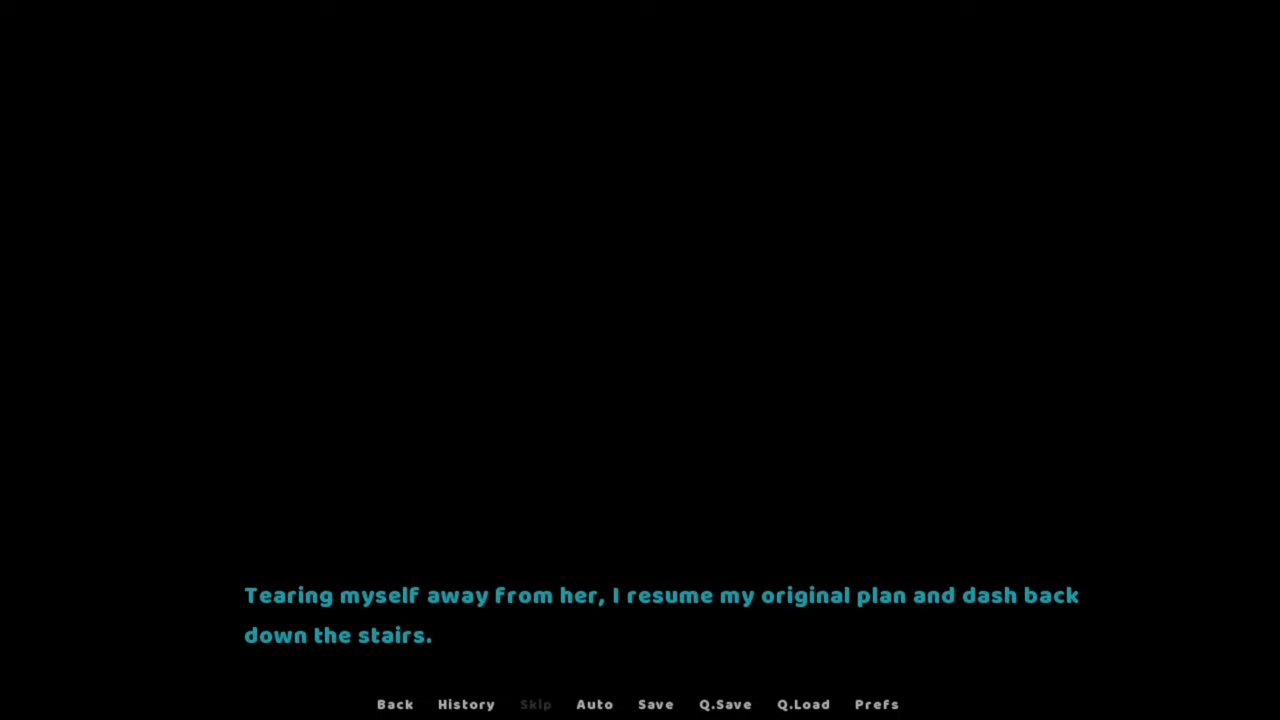 Tearing myself away from her, I resume my original plan and dash back
down the stairs.
Back History Skip Auto Save Q.Save Q.Load Prefs